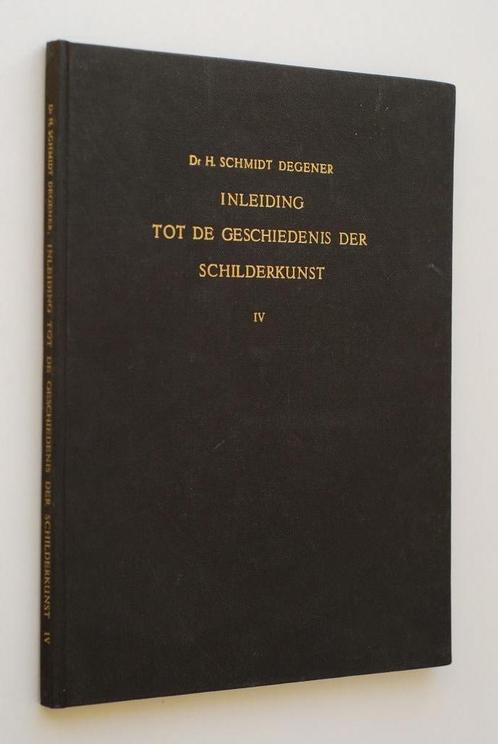 Dr H. SCHMIDT DEGENER
INLEIDING
TOT DE GESCHIEDENIS DER
SCHILDERKUNST
IV
Dr H. SCHMIDT DEGENER, INLEIDING TOT DE GESCHIEDENIS DER SCHILDERKUNST IV